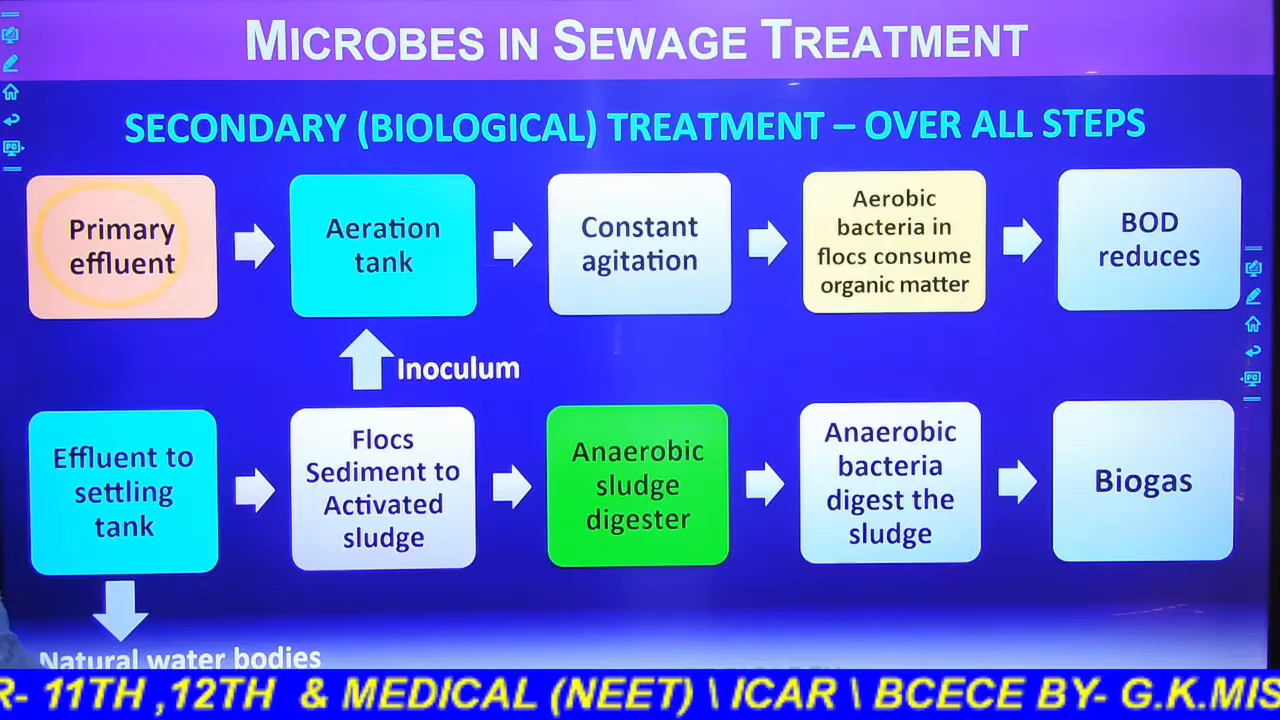 MICROBES IN SEWAGE TREATMENT
SECONDARY (BIOLOGICAL) TREATMENT – OVER ALL STEPS
Primary
effluent
Aeration
tank
Constant
agitation
Aerobic
bacteria in
flocs consume
organic matter
BOD
reduces
Inoculum
Effluent to
settling
tank
Flocs
Sediment to
Activated
sludge
Anaerobic
sludge
digester
Anaerobic
bacteria
digest the
sludge
Biogas
Natural water bodies
R- 11TH ,12TH & MEDICAL (NEET) \ ICAR \ BCECE BY- G.K.MIS